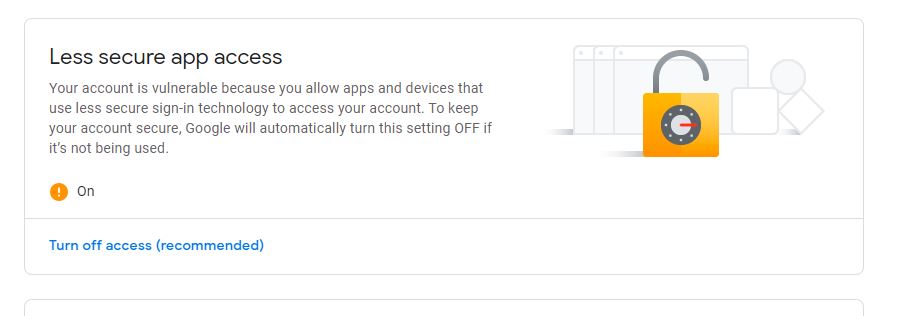 Less secure app access
Your account is vulnerable because you allow apps and devices that
use less secure sign-in technology to access your account. To keep
your account secure, Google will automatically turn this setting OFF if
it's not being used.
On
Turn off access (recommended)